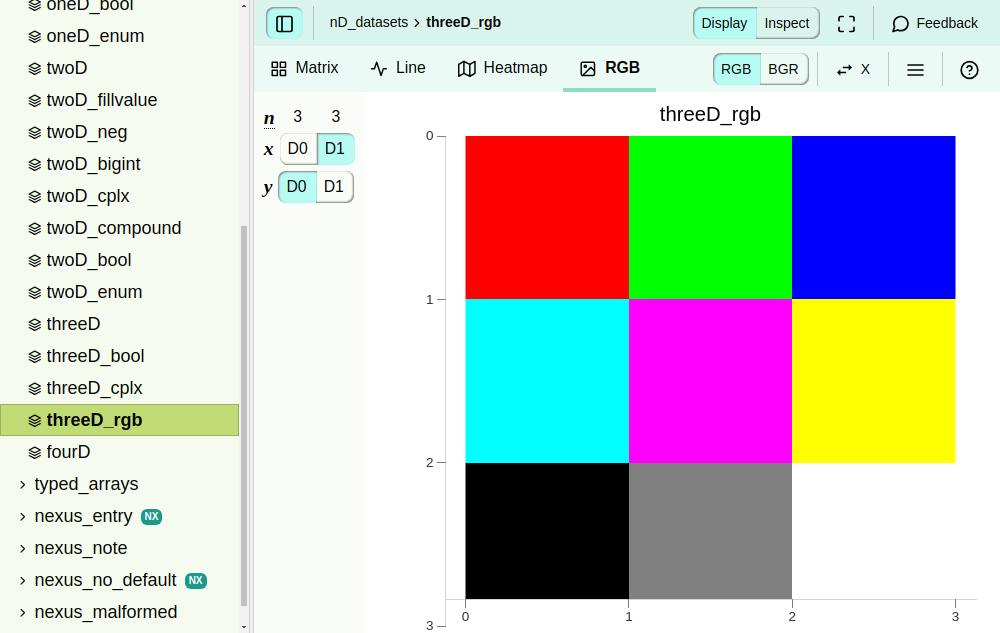 oneD_bool
oneD_enum
twoD
twoD_fillvalue
twoD_neg
twoD_bigint
twoD_cplx
twoD_compound
twoD_bool
twoD_enum
threeD
threeD_bool
threeD_cplx
threeD_rgb
fourD
typed_arrays
nexus_entry NX
nexus_note
nexus_no_default NX
nexus_malformed
nD_datasets > threeD_rgb
Display Inspect Feedback
Matrix Line Heatmap RGB RGB BGR X
n 3 3
x D0 D1
y D0 D1
threeD_rgb
0
1
2
3
0 1 2 3